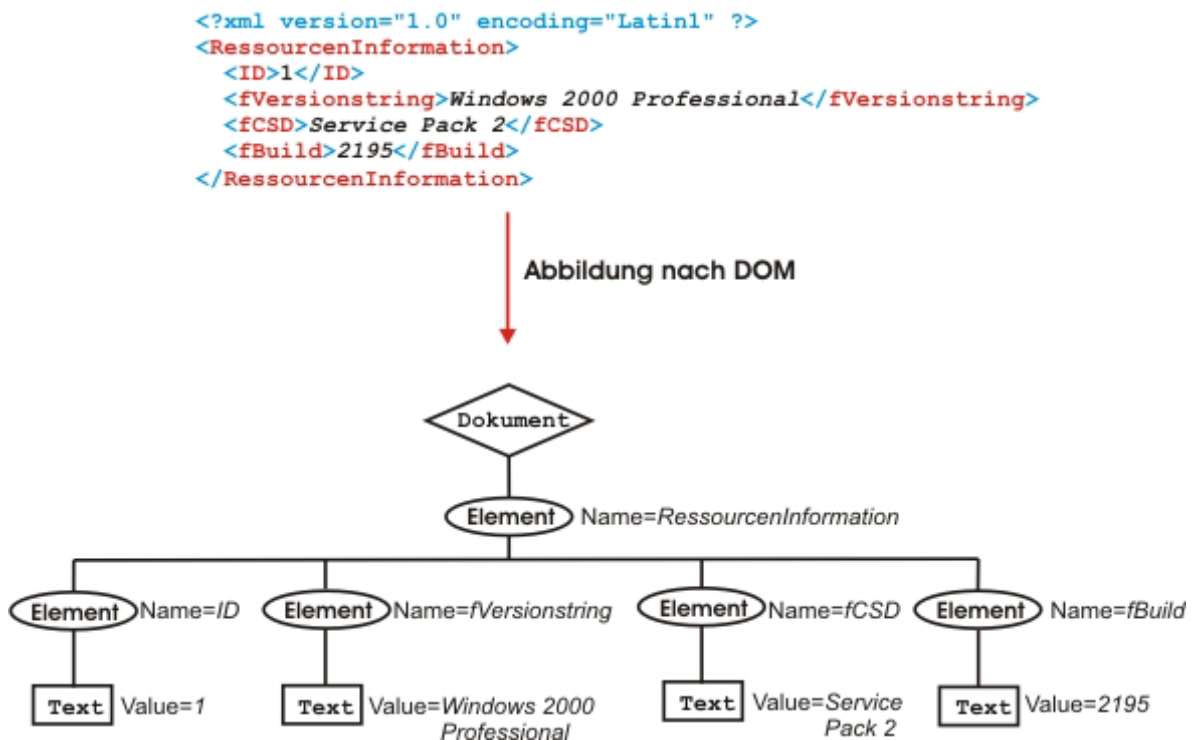 <?xml version="1.0" encoding="Latin1" ?>
<RessourcenInformation>
<ID>1</ID>
<fVersionstring>Windows 2000 Professional</fVersionstring>
<fCSD>Service Pack 2</fCSD>
<fBuild>2195</fBuild>
</RessourcenInformation>
Abbildung nach DOM
Dokument
Element Name=RessourcenInformation
Element Name=ID Element Name=fVersionstring Element Name=fCSD Element Name=fBuild
Text Value=1 Text Value=Windows 2000 Text Value=Service Text Value=2195
Professional Pack 2